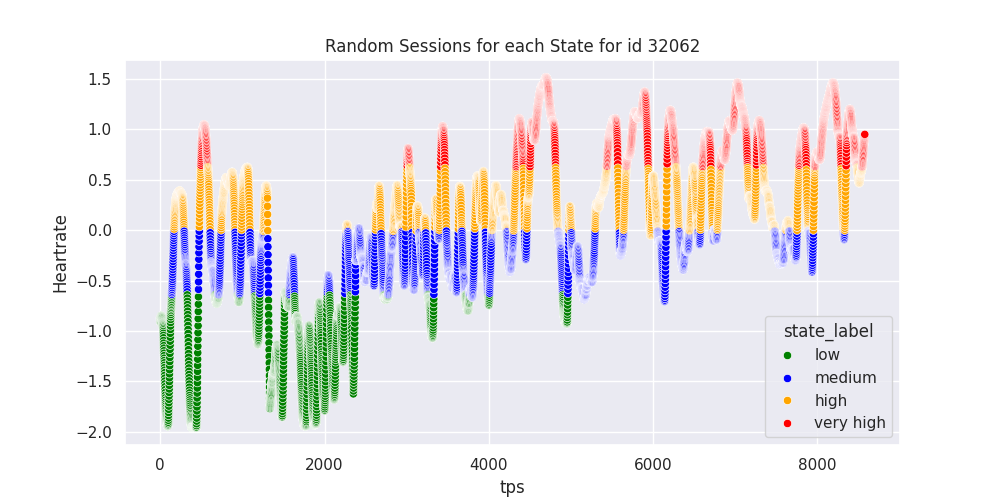 Random Sessions for each State for id 32062
Heartrate
1.5
1.0
0.5
0.0
−0.5
−1.0
−1.5
−2.0
0
2000
4000
6000
8000
tps
state_label
low
medium
high
very high